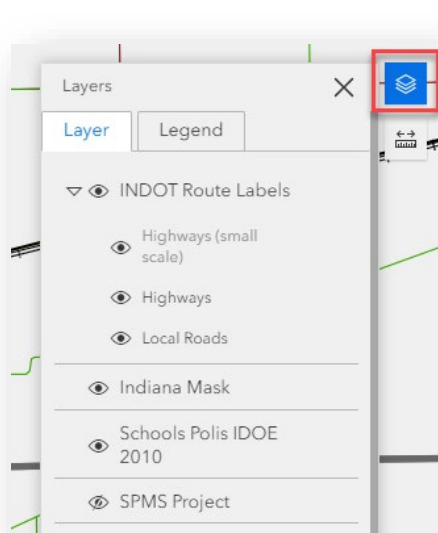 Layers
Layer
Legend
INDOT Route Labels
Highways (small
scale)
Highways
Local Roads
Indiana Mask
Schools Polis IDOE
2010
SPMS Project